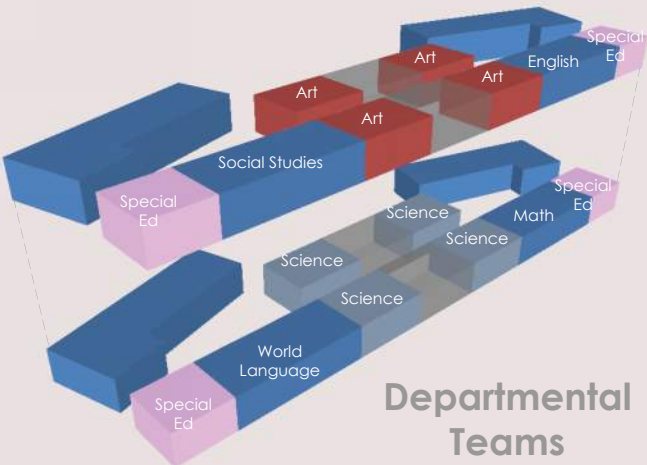 Special
Ed
English
Art
Art
Art
Art
Social Studies
Special
Ed
Special
Ed
Math
Science
Science
Science
Science
World
Language
Special
Ed
Departmental
Teams